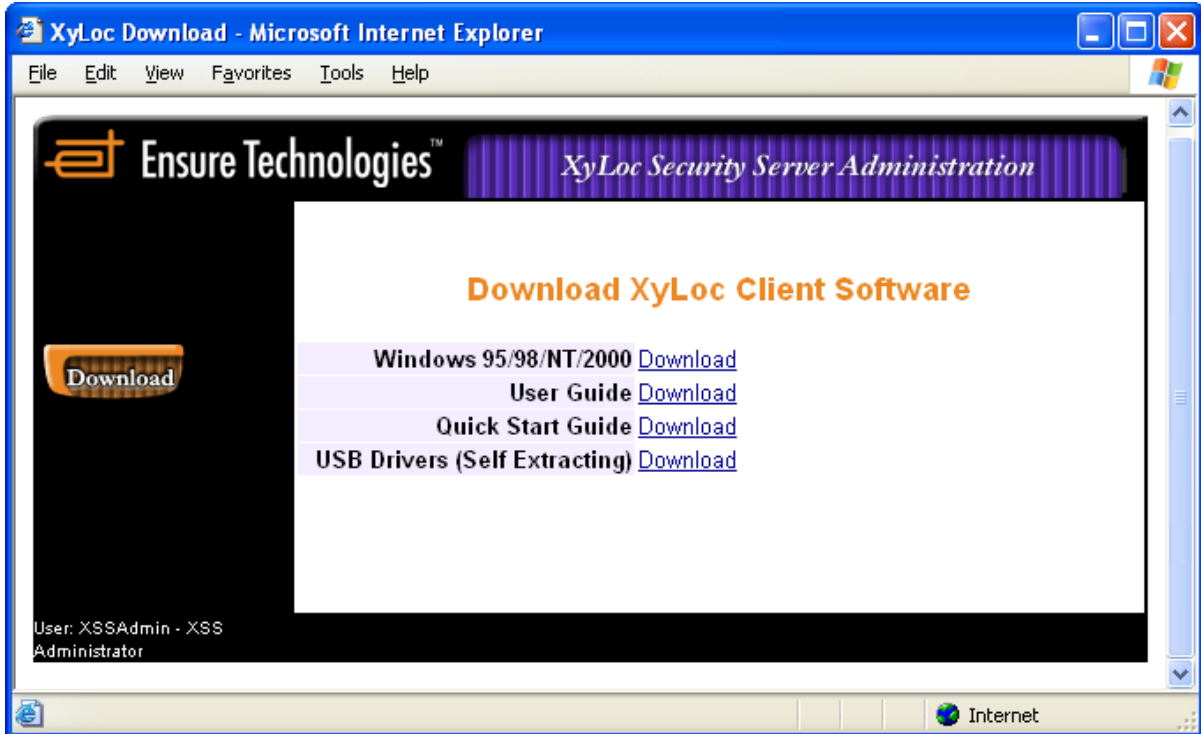 XyLoc Download - Microsoft Internet Explorer
File Edit View Favorites Tools Help
Ensure Technologies™ XyLoc Security Server Administration
Download XyLoc Client Software
Windows 95/98/NT/2000 Download
Download
User Guide Download
Quick Start Guide Download
USB Drivers (Self Extracting) Download
User: XSSAdmin - XSS
Administrator
Internet